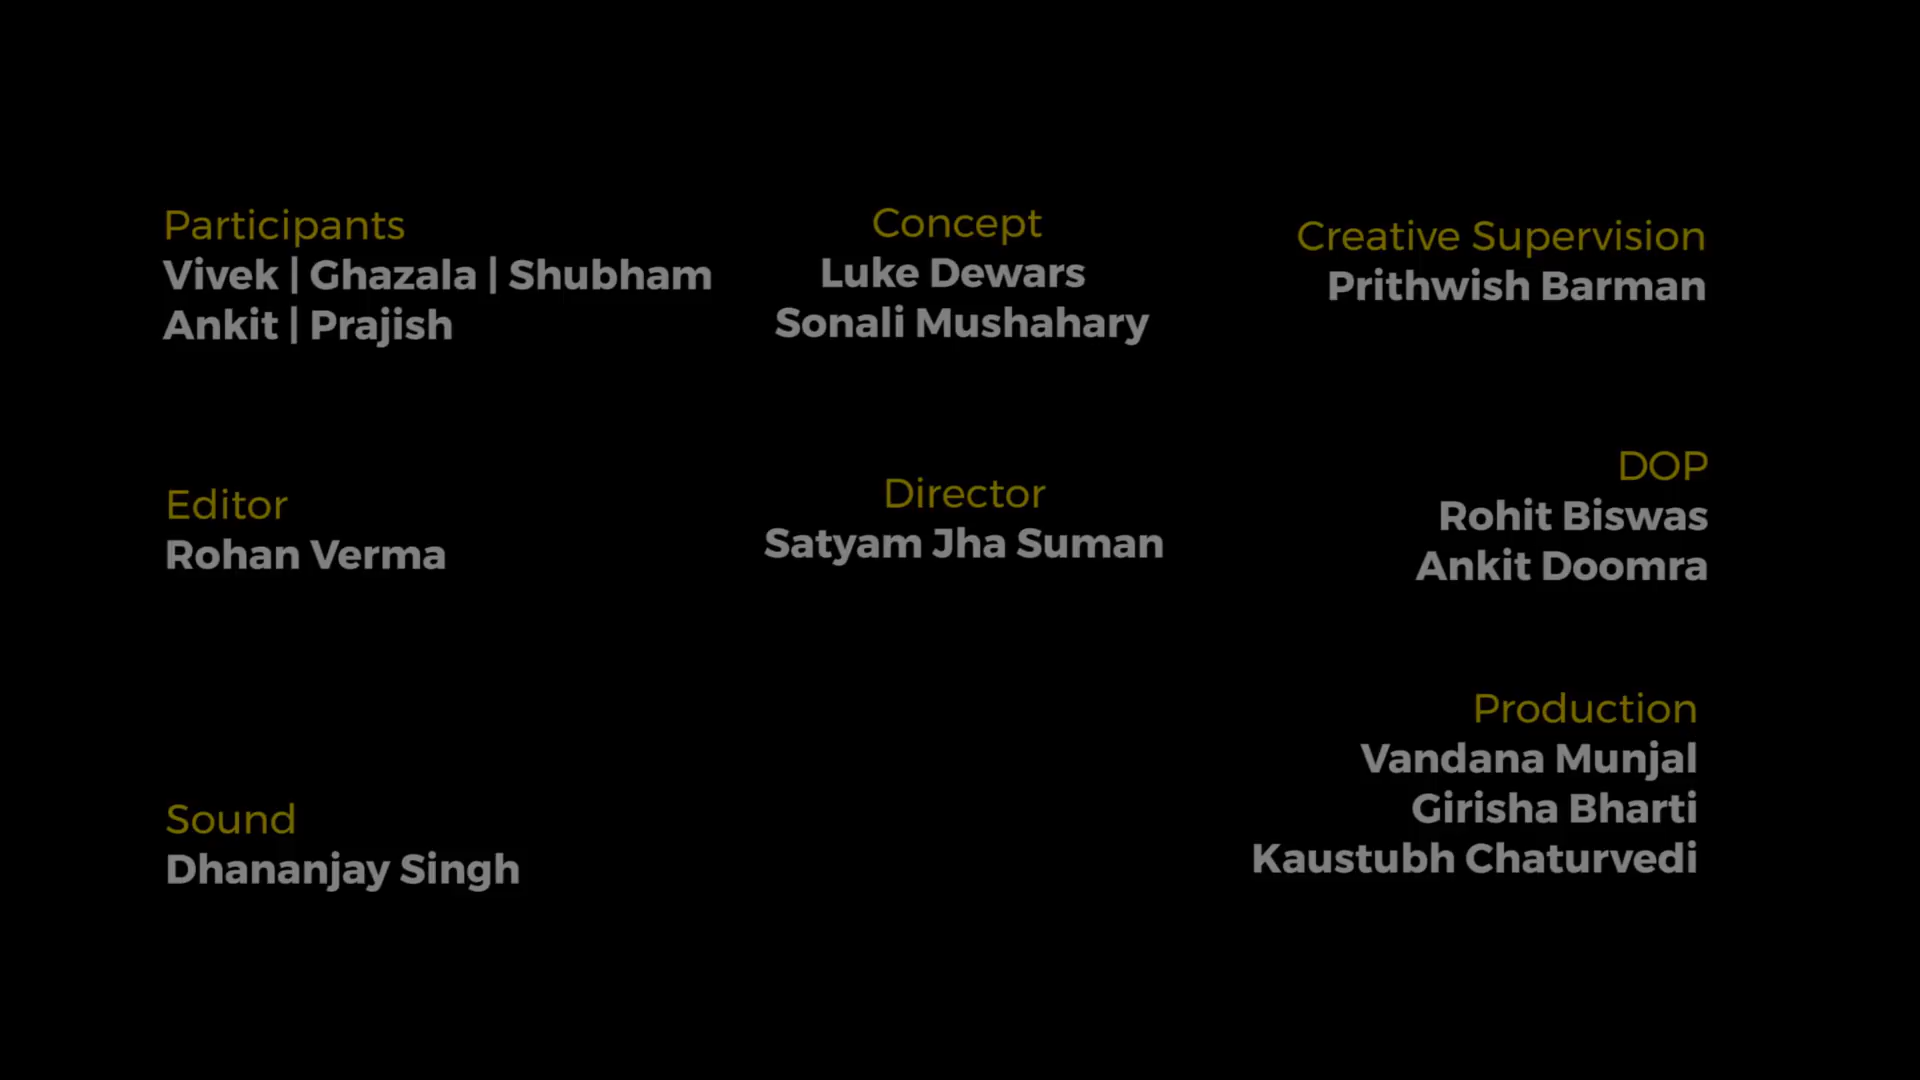 Participants
Vivek | Ghazala | Shubham
Ankit | Prajish
Concept
Luke Dewars
Sonali Mushahary
Creative Supervision
Prithwish Barman
Editor
Rohan Verma
Director
Satyam Jha Suman
DOP
Rohit Biswas
Ankit Doomra
Sound
Dhananjay Singh
Production
Vandana Munjal
Girisha Bharti
Kaustubh Chaturvedi